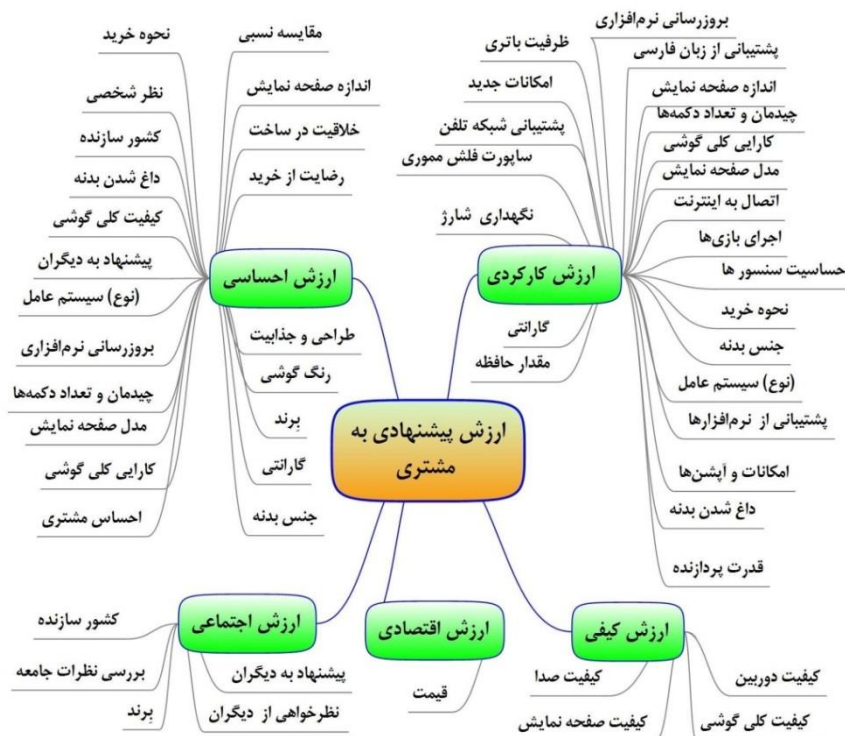 ارزش پیشنهادی به
مشتری
ارزش کارکردی
بروزرسانی نرم‌افزاری
پشتیبانی از زبان فارسی
اندازه صفحه نمایش
چیدمان و تعداد دکمه‌ها
کارایی کلی گوشی
مدل صفحه نمایش
اتصال به اینترنت
اجرای بازی‌ها
حساسیت سنسور ها
نحوه خرید
جنس بدنه
(نوع) سیستم عامل
پشتیبانی از نرم‌افزارها
امکانات و آپشن‌ها
داغ شدن بدنه
قدرت پردازنده
ظرفیت باتری
امکانات جدید
پشتیبانی شبکه تلفن
ساپورت فلش مموری
نگهداری شارژ
گارانتی
مقدار حافظه
ارزش احساسی
مقایسه نسبی
اندازه صفحه نمایش
خلاقیت در ساخت
رضایت از خرید
طراحی و جذابیت
رنگ گوشی
بِرند
گارانتی
جنس بدنه
نحوه خرید
نظر شخصی
کشور سازنده
داغ شدن بدنه
کیفیت کلی گوشی
پیشنهاد به دیگران
(نوع) سیستم عامل
بروزرسانی نرم‌افزاری
چیدمان و تعداد دکمه‌ها
مدل صفحه نمایش
کارایی کلی گوشی
احساس مشتری
ارزش کیفی
کیفیت دوربین
کیفیت کلی گوشی
کیفیت صدا
کیفیت صفحه نمایش
ارزش اقتصادی
قیمت
ارزش اجتماعی
پیشنهاد به دیگران
نظرخواهی از دیگران
کشور سازنده
بررسی نظرات جامعه
بِرند